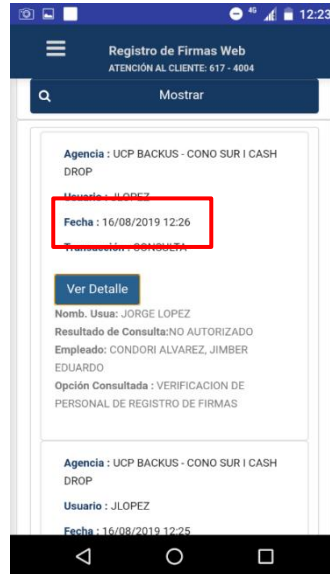 4G 12:23
Registro de Firmas Web
ATENCIÓN AL CLIENTE: 617 - 4004
Mostrar
Agencia : UCP BACKUS - CONO SUR I CASH
DROP
Usuario : JLOPEZ
Fecha : 16/08/2019 12:26
Transacción : CONSULTA
Ver Detalle
Nomb. Usua: JORGE LOPEZ
Resultado de Consulta:NO AUTORIZADO
Empleado: CONDORI ALVAREZ, JIMBER
EDUARDO
Opción Consultada : VERIFICACION DE
PERSONAL DE REGISTRO DE FIRMAS
Agencia : UCP BACKUS - CONO SUR I CASH
DROP
Usuario : JLOPEZ
Fecha : 16/08/2019 12:25